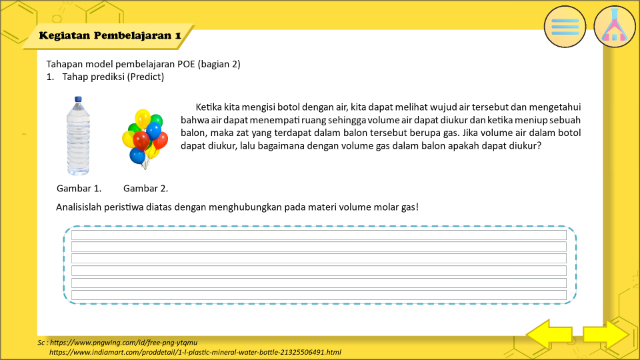 Kegiatan Pembelajaran 1
Tahapan model pembelajaran POE (bagian 2)
1. Tahap prediksi (Predict)
Ketika kita mengisi botol dengan air, kita dapat melihat wujud air tersebut dan mengetahui
bahwa air dapat menempati ruang sehingga volume air dapat diukur dan ketika meniup sebuah
balon, maka zat yang terdapat dalam balon tersebut berupa gas. Jika volume air dalam botol
dapat diukur, lalu bagaimana dengan volume gas dalam balon apakah dapat diukur?
Gambar 1. Gambar 2.
Analisislah peristiwa diatas dengan menghubungkan pada materi volume molar gas!
Sc : https://www.pngwing.com/id/free-png-ytqmu
https://www.indiamart.com/proddetail/1-l-plastic-mineral-water-bottle-21325506491.html